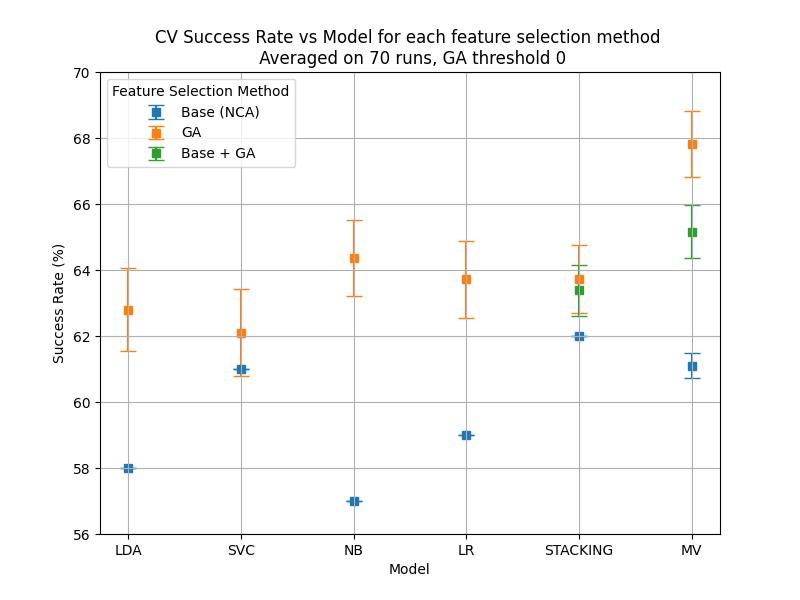 CV Success Rate vs Model for each feature selection method
Averaged on 70 runs, GA threshold 0
Feature Selection Method
Base (NCA)
GA
Base + GA
Success Rate (%)
70
68
66
64
62
60
58
56
LDA SVC NB LR STACKING MV
Model